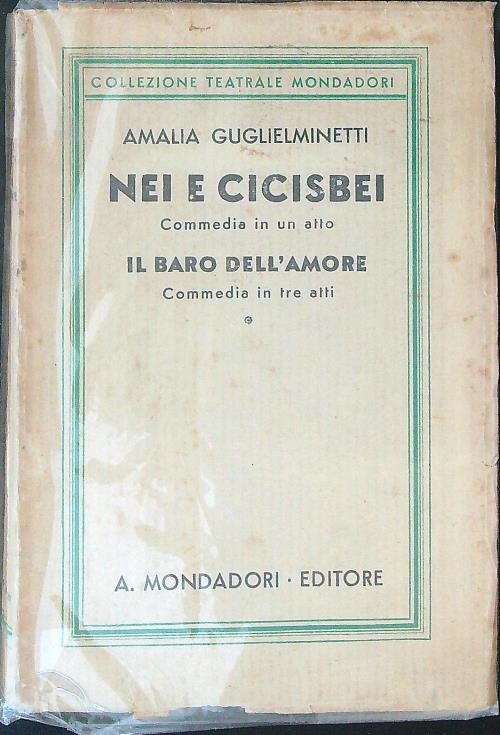 COLLEZIONE TEATRALE MONDADORI
AMALIA GUGLIELMINETTI
NEI E CICISBEI
Commedia in un atto
IL BARO DELL'AMORE
Commedia in tre atti
A. MONDADORI · EDITORE